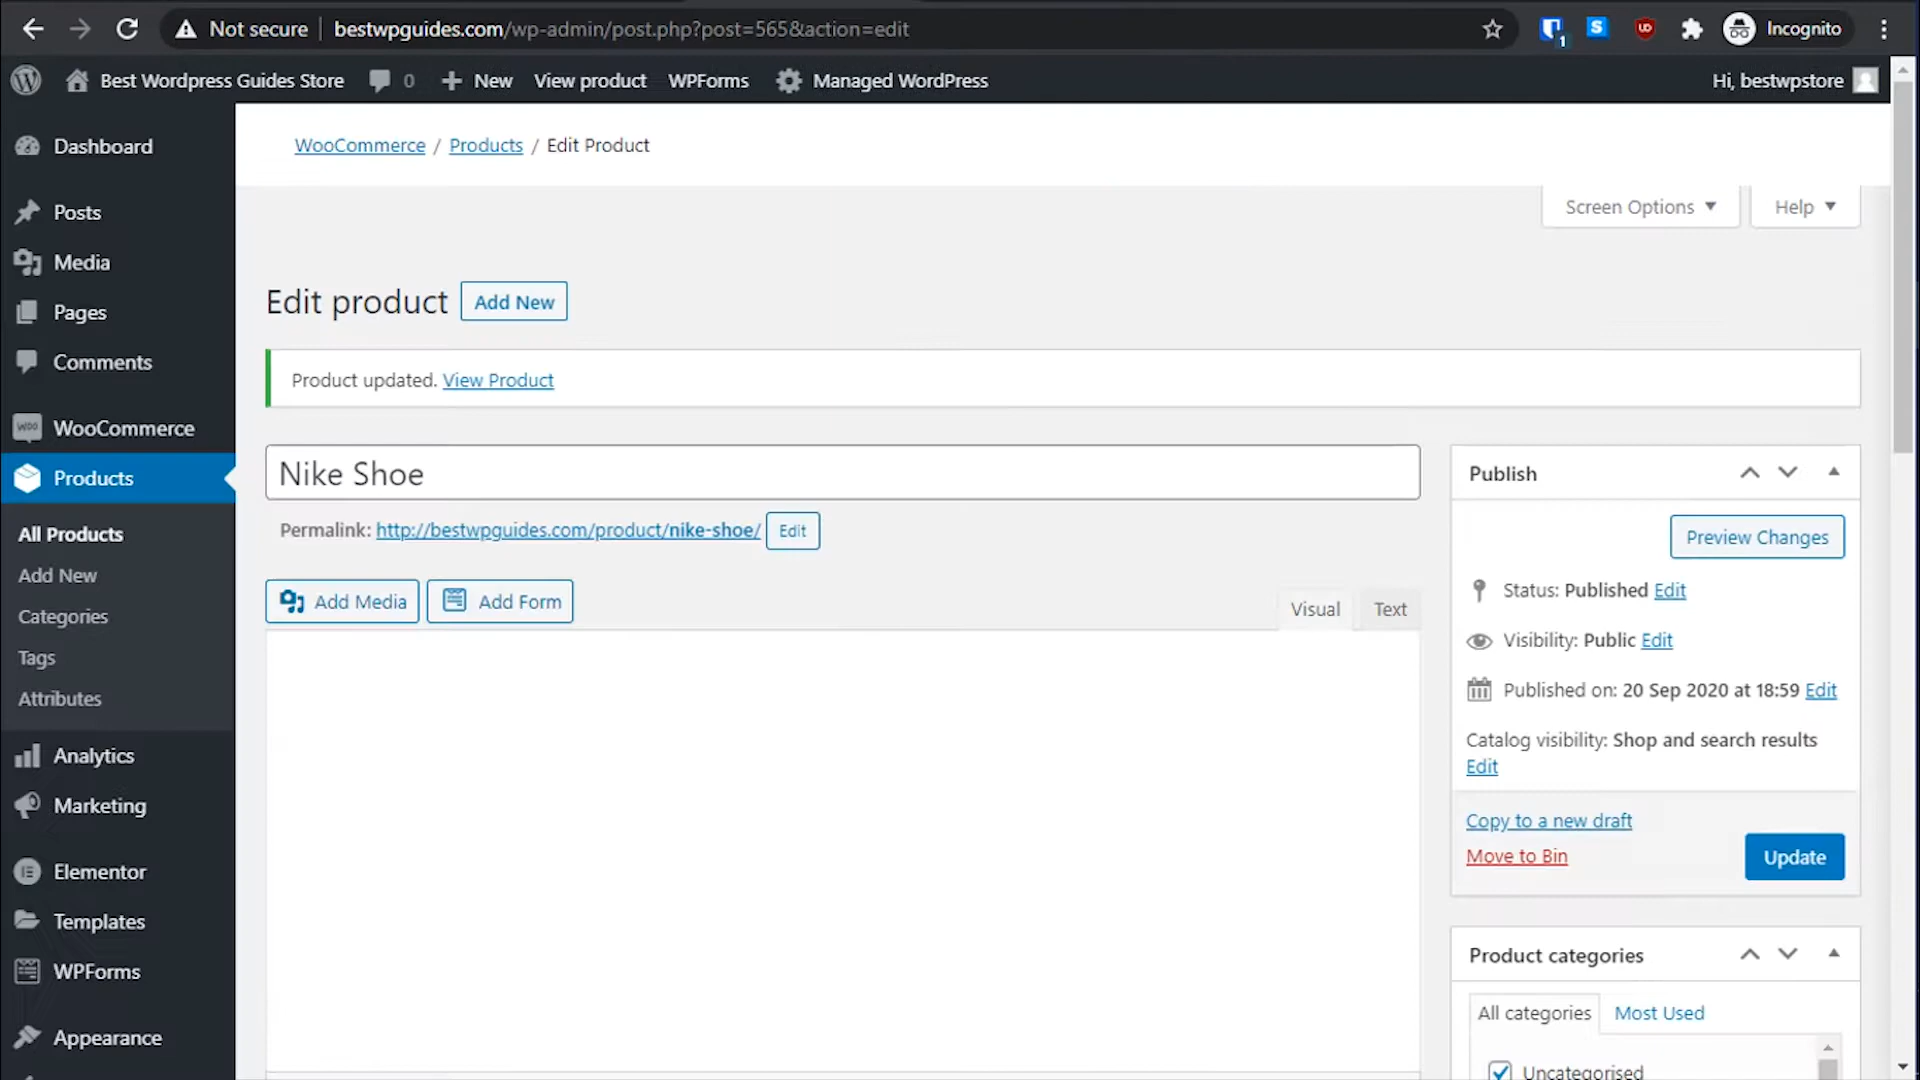 Not secure bestwpguides.com/wp-admin/post.php?post=565&action=edit 1 S UD Incognito
Best Wordpress Guides Store 0 New View product WPForms Managed WordPress Hi, bestwpstore
WooCommerce / Products / Edit Product
Screen Options Help
Dashboard
Posts
Media
Pages
Comments
WOO WooCommerce
Products
All Products
Add New
Categories
Tags
Attributes
Analytics
Marketing
Elementor
Templates
WPForms
Appearance
Edit product Add New
Product updated. View Product
Nike Shoe
Permalink: http://bestwpguides.com/product/nike-shoe/ Edit
Add Media Add Form Visual Text
Publish
Preview Changes
Status: Published Edit
Visibility: Public Edit
Published on: 20 Sep 2020 at 18:59 Edit
Catalog visibility: Shop and search results
Edit
Copy to a new draft
Move to Bin
Update
Product categories
All categories Most Used
Uncategorised